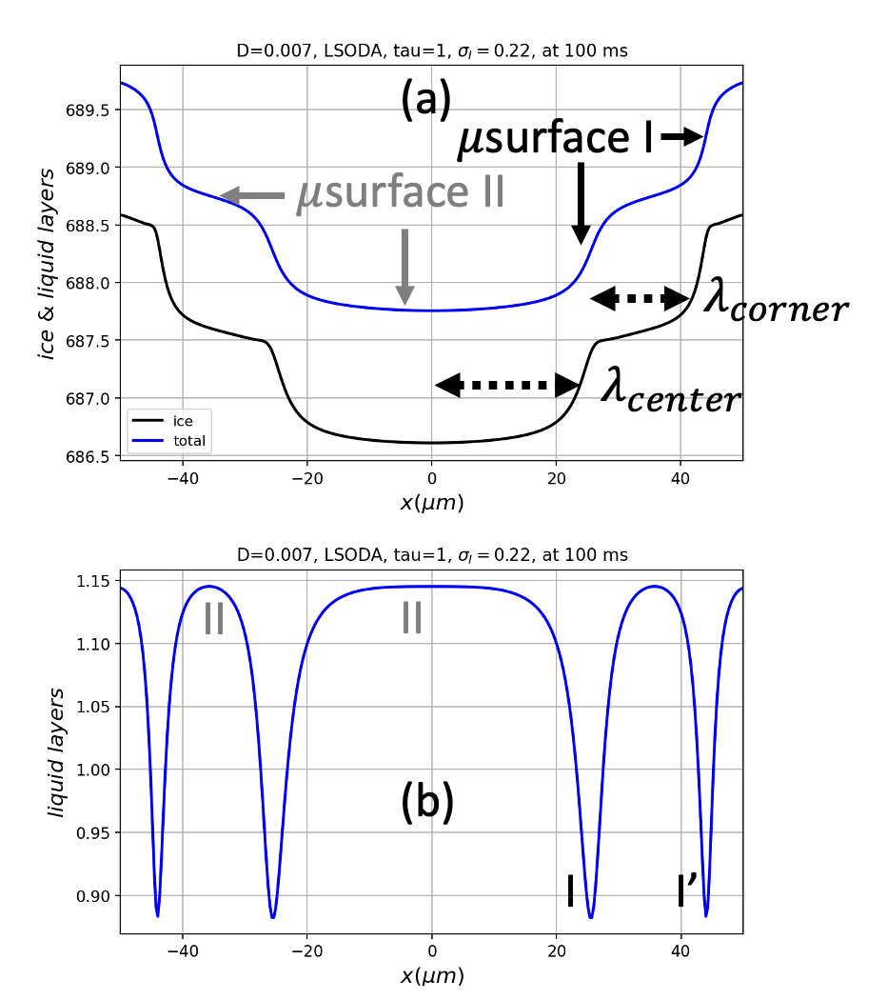 D=0.007, LSODA, tau=1, σ_I = 0.22, at 100 ms
(a)
μsurface I
μsurface II
λ_corner
λ_center
ice & liquid layers
689.5
689.0
688.5
688.0
687.5
687.0
686.5
ice
total
−40 −20 0 20 40
x(μm)
D=0.007, LSODA, tau=1, σ_I = 0.22, at 100 ms
liquid layers
1.15
1.10
1.05
1.00
0.95
0.90
II II
(b)
I I’
−40 −20 0 20 40
x(μm)